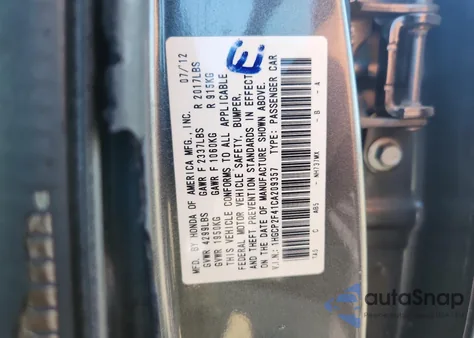 MFD. BY HONDA OF AMERICA MFG., INC. 07/12
GVWR 4299LBS GAWR F 2337LBS R 2017LBS
GVWR 1950KG GAWR F 1060KG R 915KG
THIS VEHICLE CONFORMS TO ALL APPLICABLE
FEDERAL MOTOR VEHICLE SAFETY, BUMPER,
AND THEFT PREVENTION STANDARDS IN EFFECT
ON THE DATE OF MANUFACTURE SHOWN ABOVE.
V.I.N.: 1HGCP2F41CA209357 TYPE: PASSENGER CAR
C ABS NH737MX - B - A
E
autoSnap